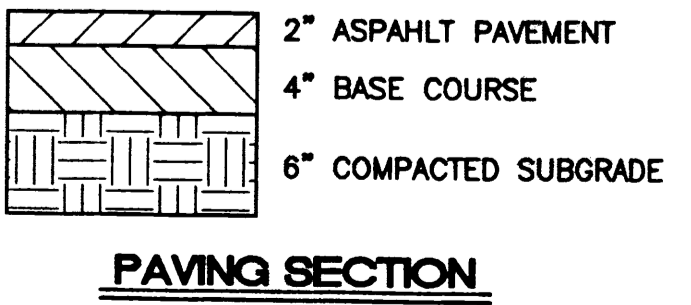 2" ASPAHLT PAVEMENT
4" BASE COURSE
6" COMPACTED SUBGRADE
PAVING SECTION